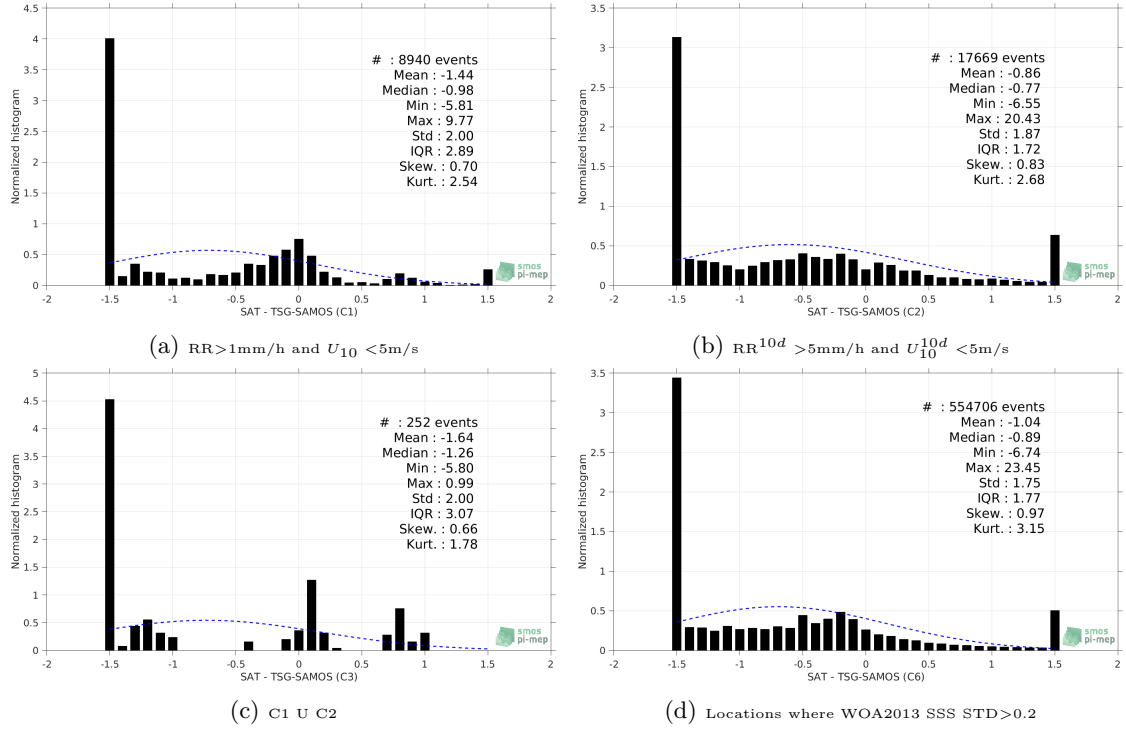 4.5
4
3.5
3
2.5
2
1.5
1
0.5
0
Normalized histogram
# : 8940 events
Mean : -1.44
Median : -0.98
Min : -5.81
Max : 9.77
Std : 2.00
IQR : 2.89
Skew. : 0.70
Kurt. : 2.54
smos
pi-mep
-2 -1.5 -1 -0.5 0 0.5 1 1.5 2
SAT - TSG-SAMOS (C1)
(a) RR>1mm/h and U10 <5m/s
3.5
3
2.5
2
1.5
1
0.5
0
Normalized histogram
# : 17669 events
Mean : -0.86
Median : -0.77
Min : -6.55
Max : 20.43
Std : 1.87
IQR : 1.72
Skew. : 0.83
Kurt. : 2.68
smos
pi-mep
-2 -1.5 -1 -0.5 0 0.5 1 1.5 2
SAT - TSG-SAMOS (C2)
(b) RR10d >5mm/h and U10d10 <5m/s
5
4.5
4
3.5
3
2.5
2
1.5
1
0.5
0
Normalized histogram
# : 252 events
Mean : -1.64
Median : -1.26
Min : -5.80
Max : 0.99
Std : 2.00
IQR : 3.07
Skew. : 0.66
Kurt. : 1.78
smos
pi-mep
-2 -1.5 -1 -0.5 0 0.5 1 1.5 2
SAT - TSG-SAMOS (C3)
(c) C1 U C2
3.5
3
2.5
2
1.5
1
0.5
0
Normalized histogram
# : 554706 events
Mean : -1.04
Median : -0.89
Min : -6.74
Max : 23.45
Std : 1.75
IQR : 1.77
Skew. : 0.97
Kurt. : 3.15
smos
pi-mep
-2 -1.5 -1 -0.5 0 0.5 1 1.5 2
SAT - TSG-SAMOS (C6)
(d) Locations where WOA2013 SSS STD>0.2